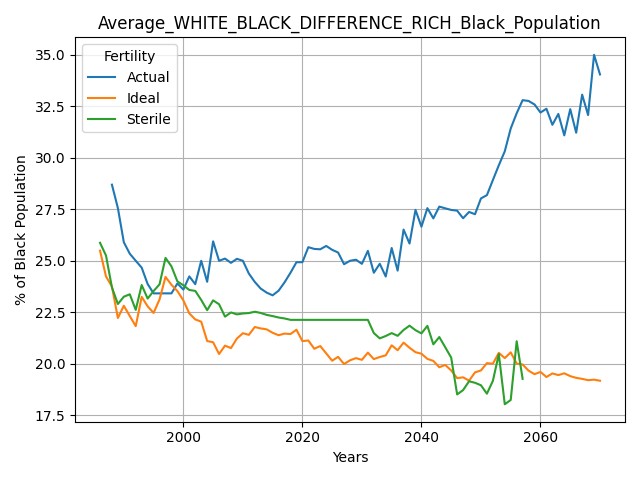 Average_WHITE_BLACK_DIFFERENCE_RICH_Black_Population
Fertility
Actual
Ideal
Sterile
% of Black Population
35.0
32.5
30.0
27.5
25.0
22.5
20.0
17.5
2000
2020
2040
2060
Years